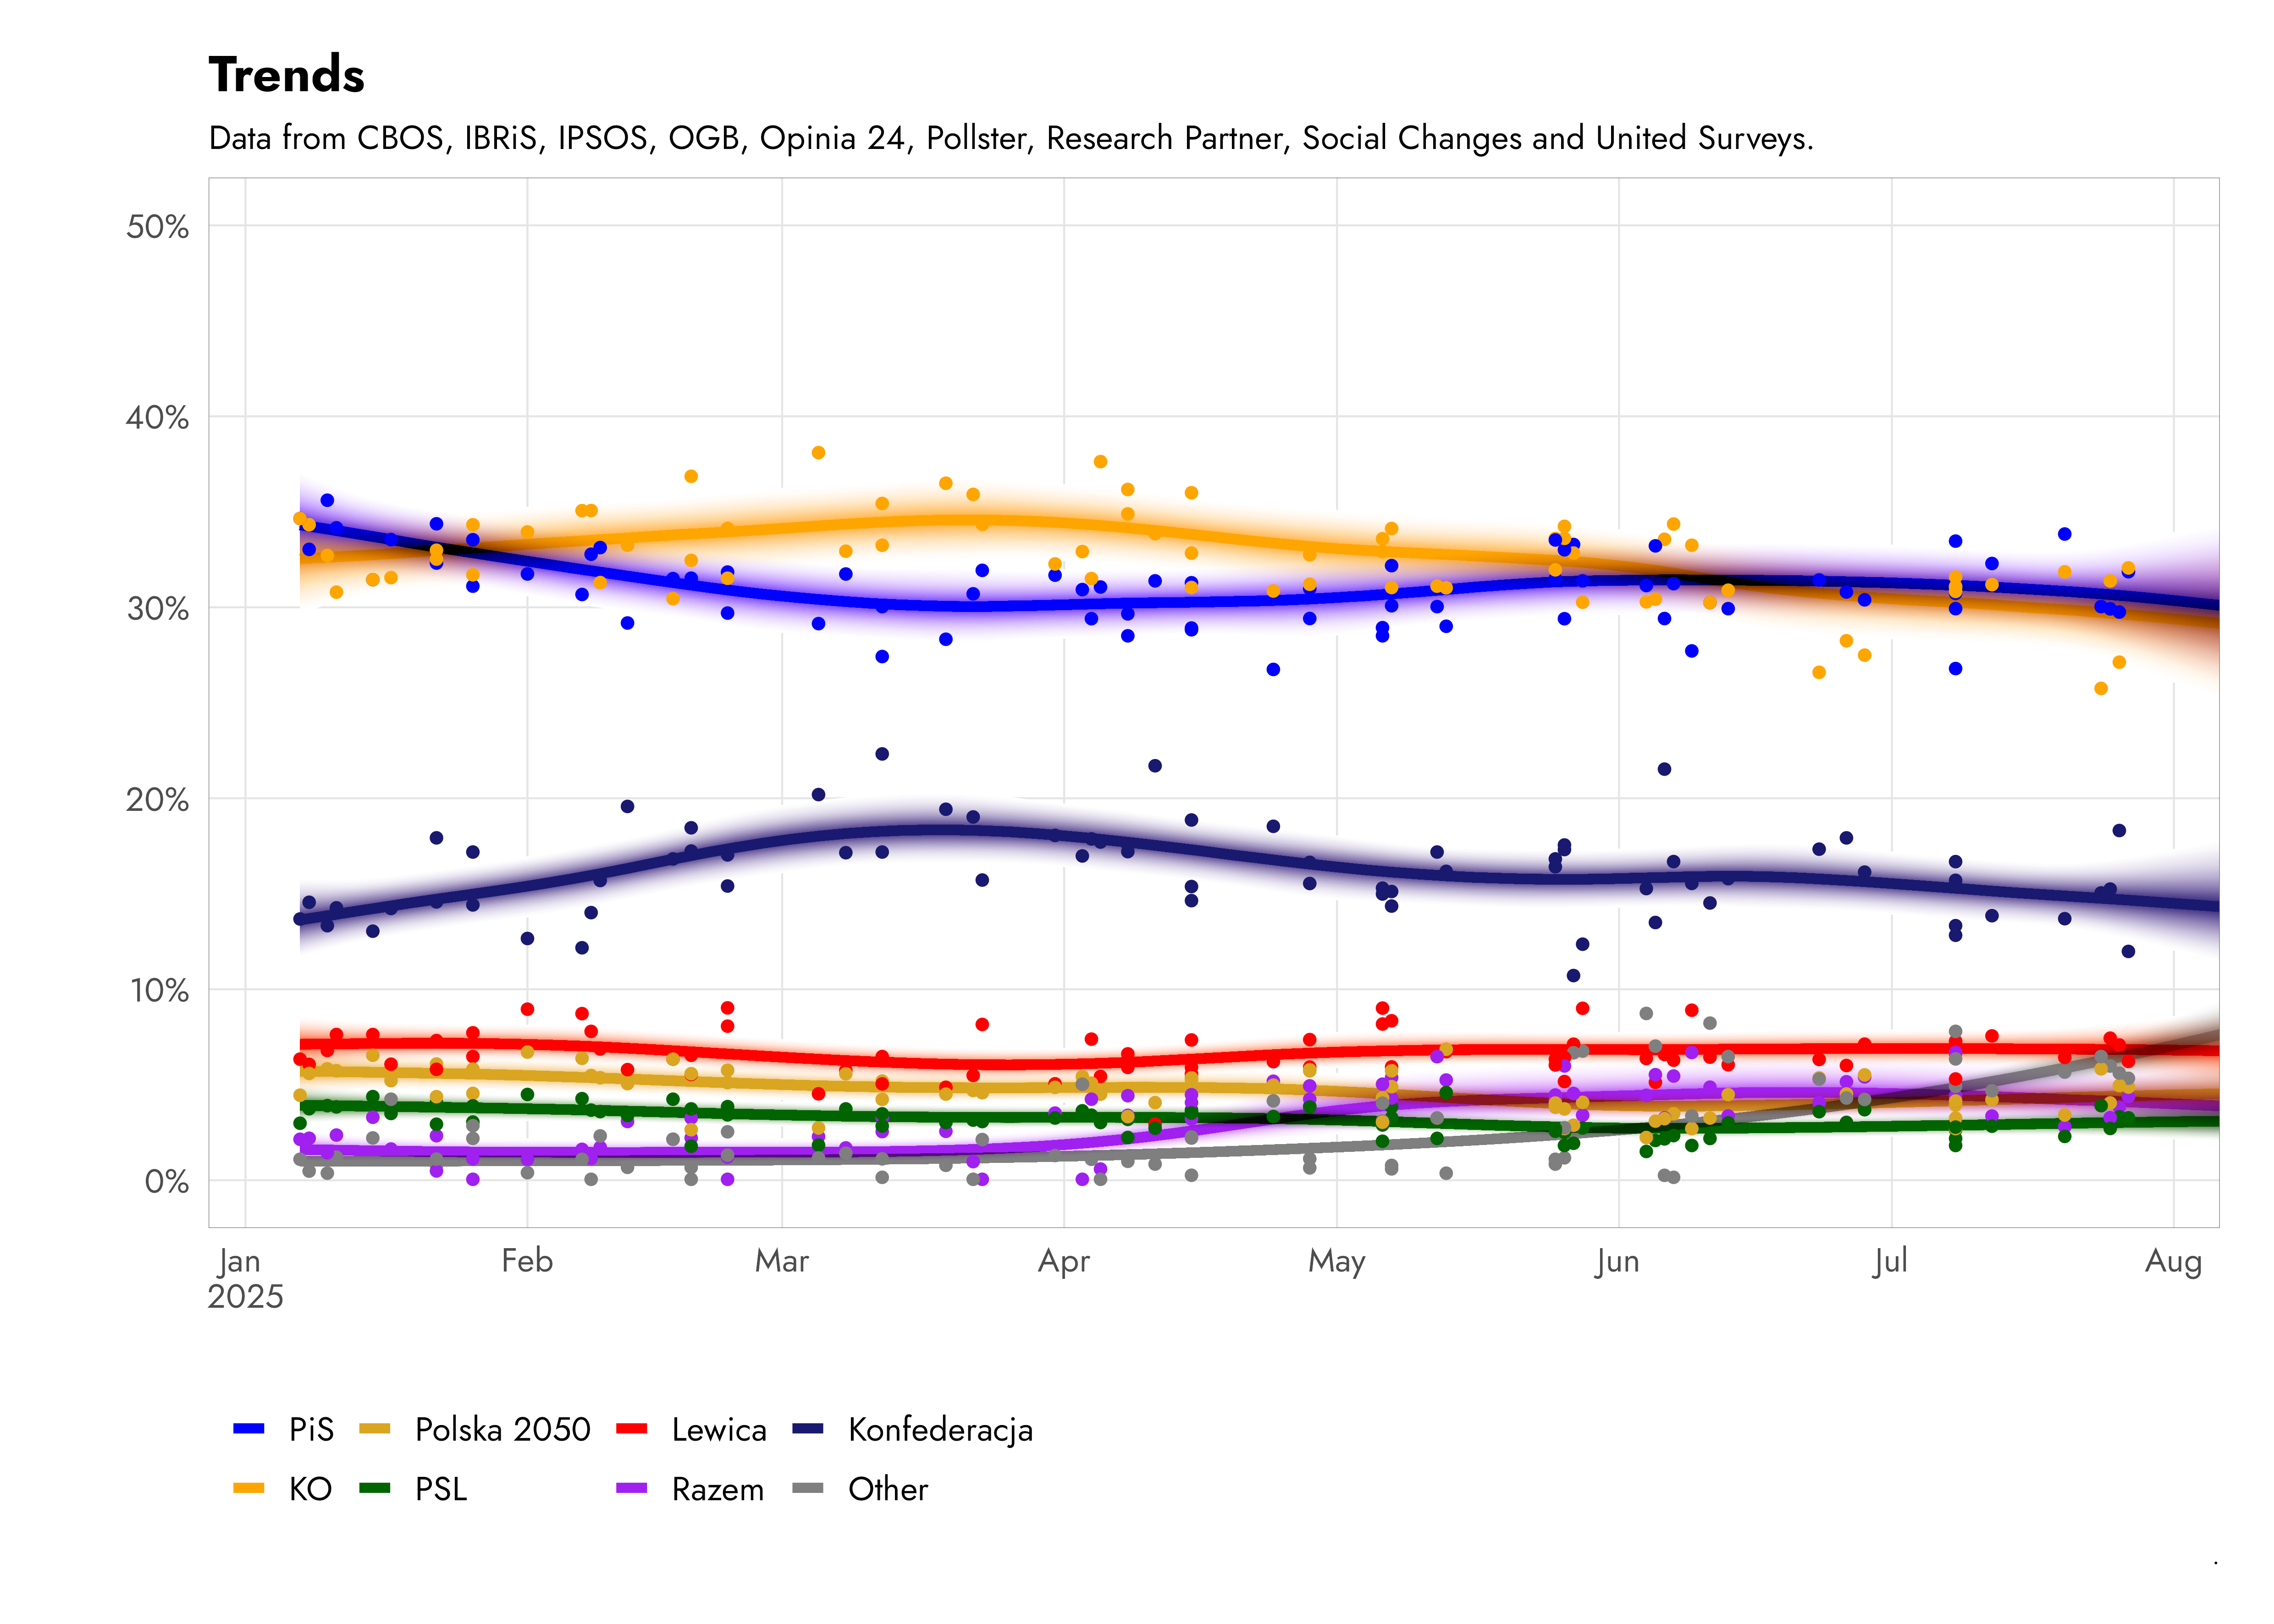 Trends
Data from CBOS, IBRiS, IPSOS, OGB, Opinia 24, Pollster, Research Partner, Social Changes and United Surveys.
50%
40%
30%
20%
10%
0%
Jan Feb Mar Apr May Jun Jul Aug
2025
PiS Polska 2050 Lewica Konfederacja
KO PSL Razem Other
.